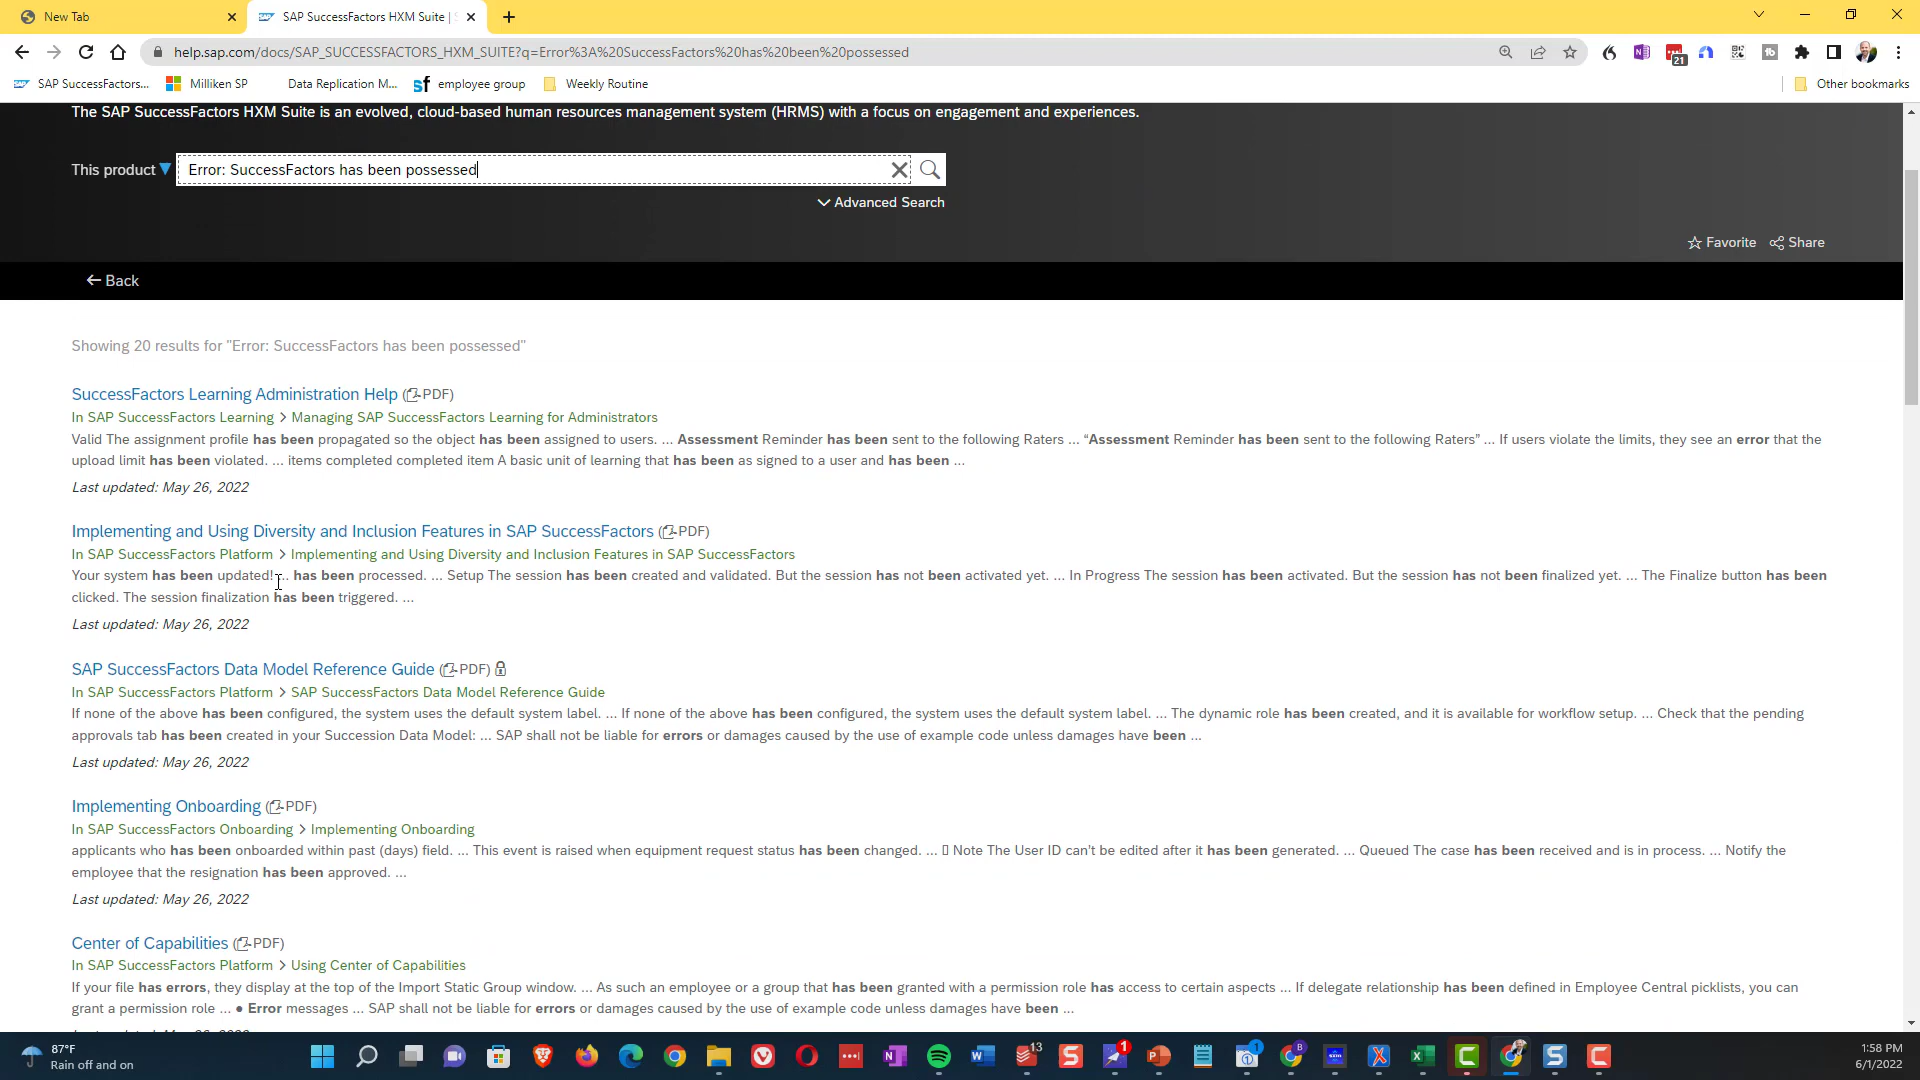 New Tab
SAP SuccessFactors HXM Suite |
help.sap.com/docs/SAP_SUCCESSFACTORS_HXM_SUITE?q=Error%3A%20SuccessFactors%20has%20been%20possessed
21
SAP SuccessFactors... Milliken SP Data Replication M... employee group Weekly Routine Other bookmarks
The SAP SuccessFactors HXM Suite is an evolved, cloud-based human resources management system (HRMS) with a focus on engagement and experiences.
This product Error: SuccessFactors has been possessed
Advanced Search
Favorite Share
Back
Showing 20 results for "Error: SuccessFactors has been possessed"
SuccessFactors Learning Administration Help (PDF)
In SAP SuccessFactors Learning > Managing SAP SuccessFactors Learning for Administrators
Valid The assignment profile has been propagated so the object has been assigned to users. ... Assessment Reminder has been sent to the following Raters ... “Assessment Reminder has been sent to the following Raters” ... If users violate the limits, they see an error that the
upload limit has been violated. ... items completed completed item A basic unit of learning that has been as signed to a user and has been ...
Last updated: May 26, 2022
Implementing and Using Diversity and Inclusion Features in SAP SuccessFactors (PDF)
In SAP SuccessFactors Platform > Implementing and Using Diversity and Inclusion Features in SAP SuccessFactors
Your system has been updated! ... has been processed. ... Setup The session has been created and validated. But the session has not been activated yet. ... In Progress The session has been activated. But the session has not been finalized yet. ... The Finalize button has been
clicked. The session finalization has been triggered. ...
Last updated: May 26, 2022
SAP SuccessFactors Data Model Reference Guide (PDF)
In SAP SuccessFactors Platform > SAP SuccessFactors Data Model Reference Guide
If none of the above has been configured, the system uses the default system label. ... If none of the above has been configured, the system uses the default system label. ... The dynamic role has been created, and it is available for workflow setup. ... Check that the pending
approvals tab has been created in your Succession Data Model: ... SAP shall not be liable for errors or damages caused by the use of example code unless damages have been ...
Last updated: May 26, 2022
Implementing Onboarding (PDF)
In SAP SuccessFactors Onboarding > Implementing Onboarding
applicants who has been onboarded within past (days) field. ... This event is raised when equipment request status has been changed. ... Note The User ID can't be edited after it has been generated. ... Queued The case has been received and is in process. ... Notify the
employee that the resignation has been approved. ...
Last updated: May 26, 2022
Center of Capabilities (PDF)
In SAP SuccessFactors Platform > Using Center of Capabilities
If your file has errors, they display at the top of the Import Static Group window. ... As such an employee or a group that has been granted with a permission role has access to certain aspects ... If delegate relationship has been defined in Employee Central picklists, you can
grant a permission role ... ● Error messages ... SAP shall not be liable for errors or damages caused by the use of example code unless damages have been ...
87°F
Rain off and on
13
1
1
1:58 PM
6/1/2022